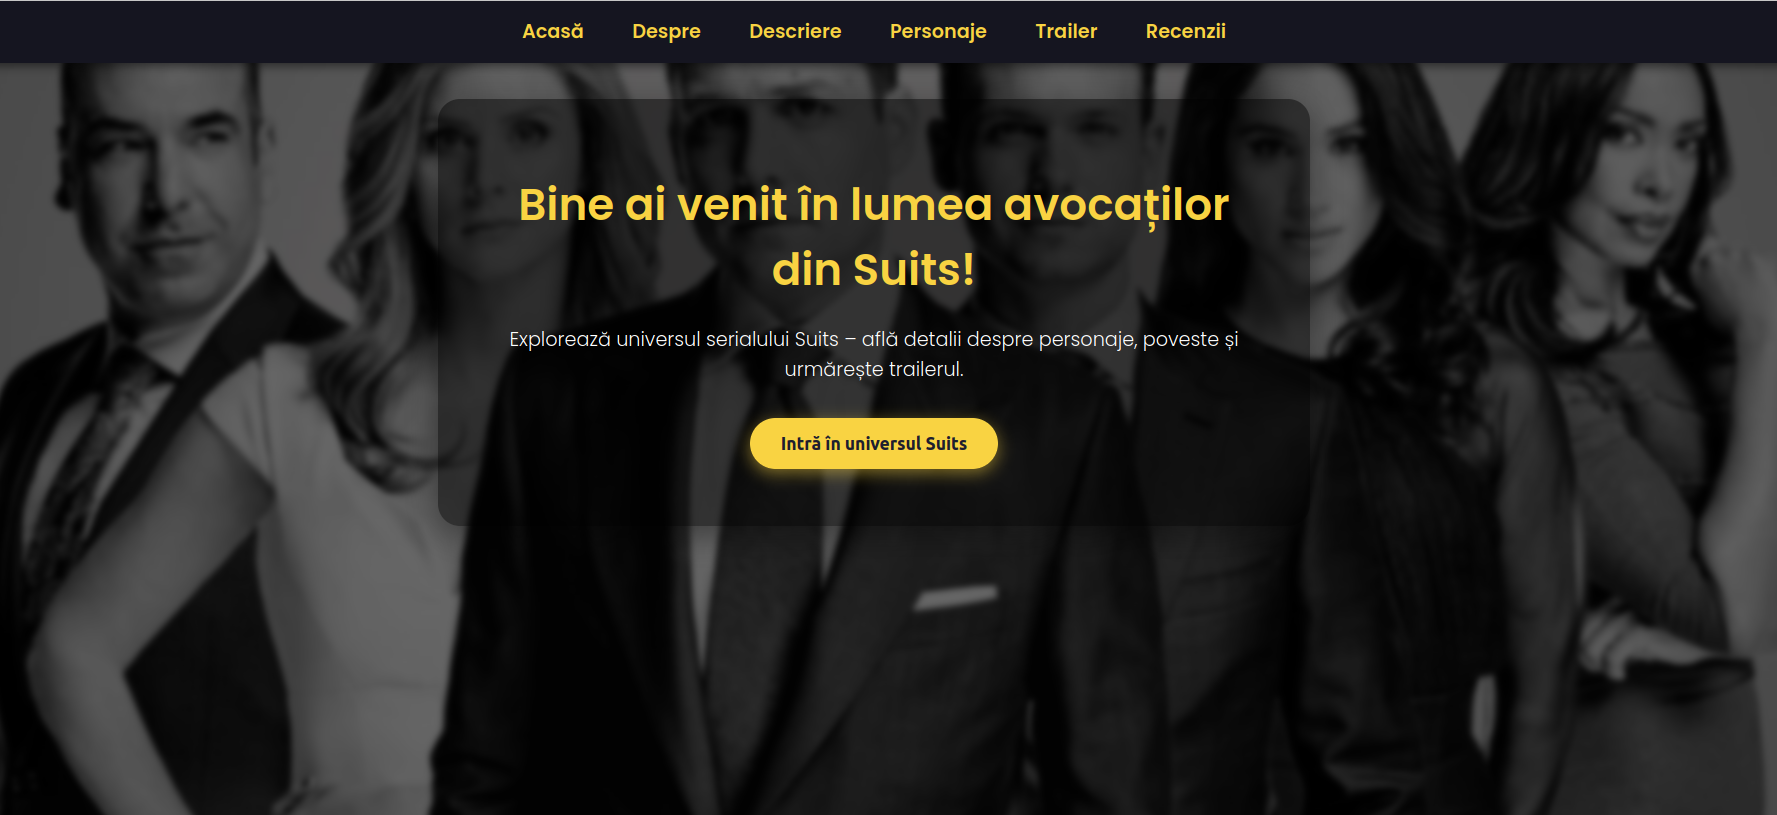 Acasă Despre Descriere Personaje Trailer Recenzii
Bine ai venit în lumea avocaților
din Suits!
Explorează universul serialului Suits – află detalii despre personaje, poveste și
urmărește trailerul.
Intră în universul Suits